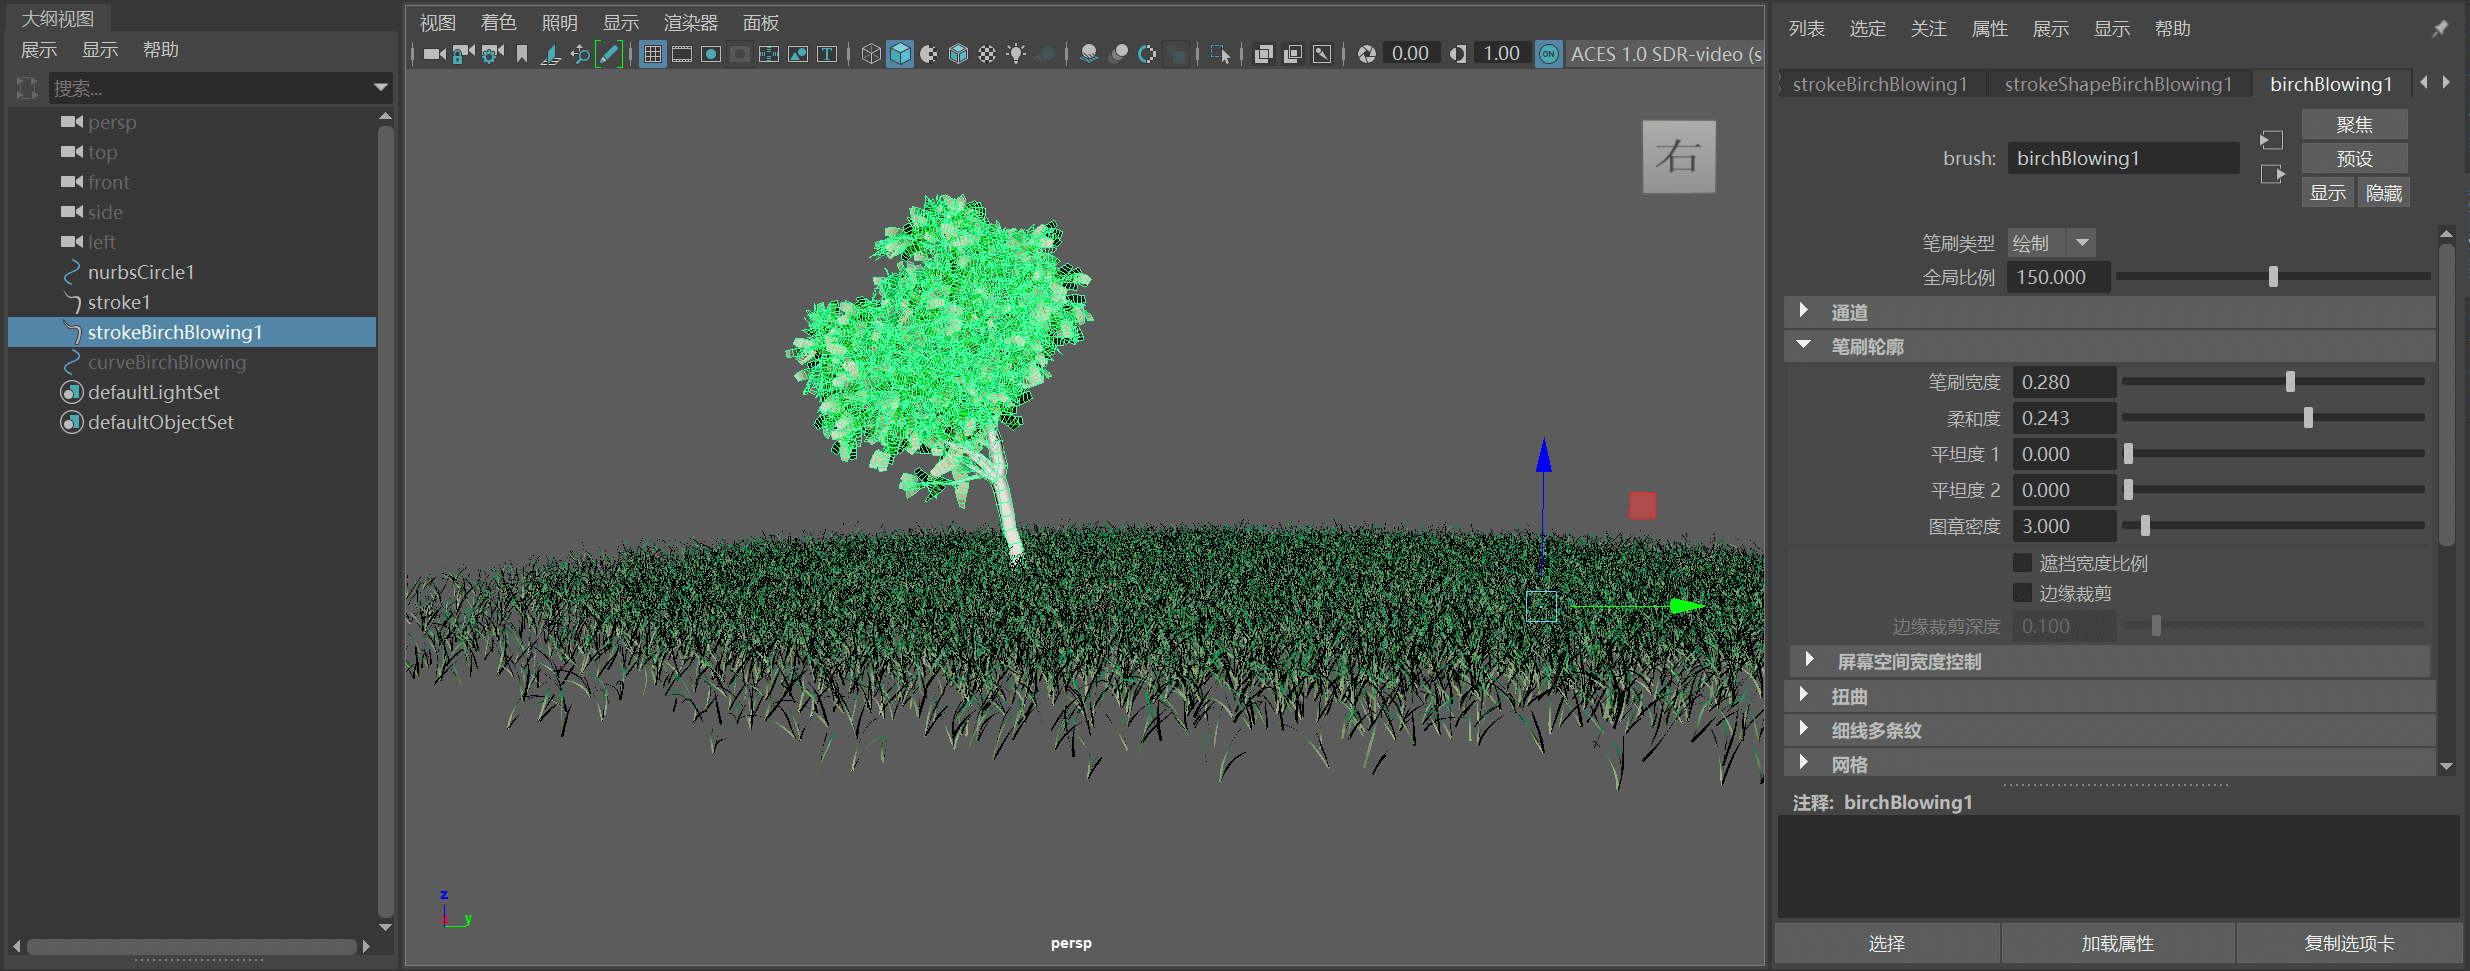 大纲视图
展示 显示 帮助
搜索...
persp
top
front
side
left
nurbsCircle1
stroke1
strokeBirchBlowing1
curveBirchBlowing
defaultLightSet
defaultObjectSet
视图 着色 照明 显示 渲染器 面板
0.00 1.00 ON ACES 1.0 SDR-video (s
右
z
y
persp
列表 选定 关注 属性 展示 显示 帮助
strokeBirchBlowing1 strokeShapeBirchBlowing1 birchBlowing1
brush: birchBlowing1
聚焦
预设
显示 隐藏
笔刷类型 绘制
全局比例 150.000
通道
笔刷轮廓
笔刷宽度 0.280
柔和度 0.243
平坦度 1 0.000
平坦度 2 0.000
图章密度 3.000
遮挡宽度比例
边缘裁剪
边缘裁剪深度 0.100
屏幕空间宽度控制
扭曲
细线多条纹
网格
注释: birchBlowing1
选择 加载属性 复制选项卡